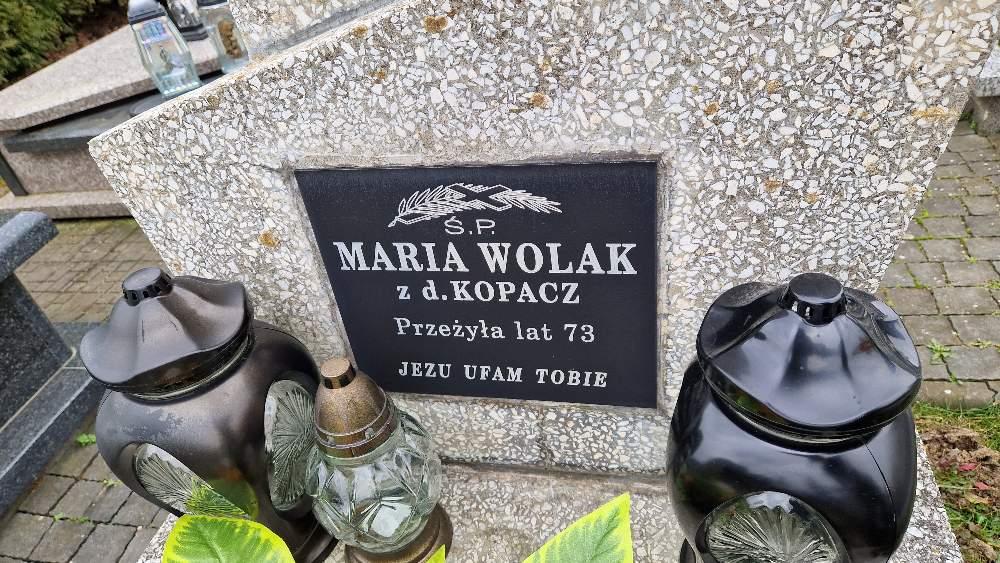 Ś.P.
MARIA WOLAK
z d. KOPACZ
Przeżyła lat 73
JEZU UFAM TOBIE